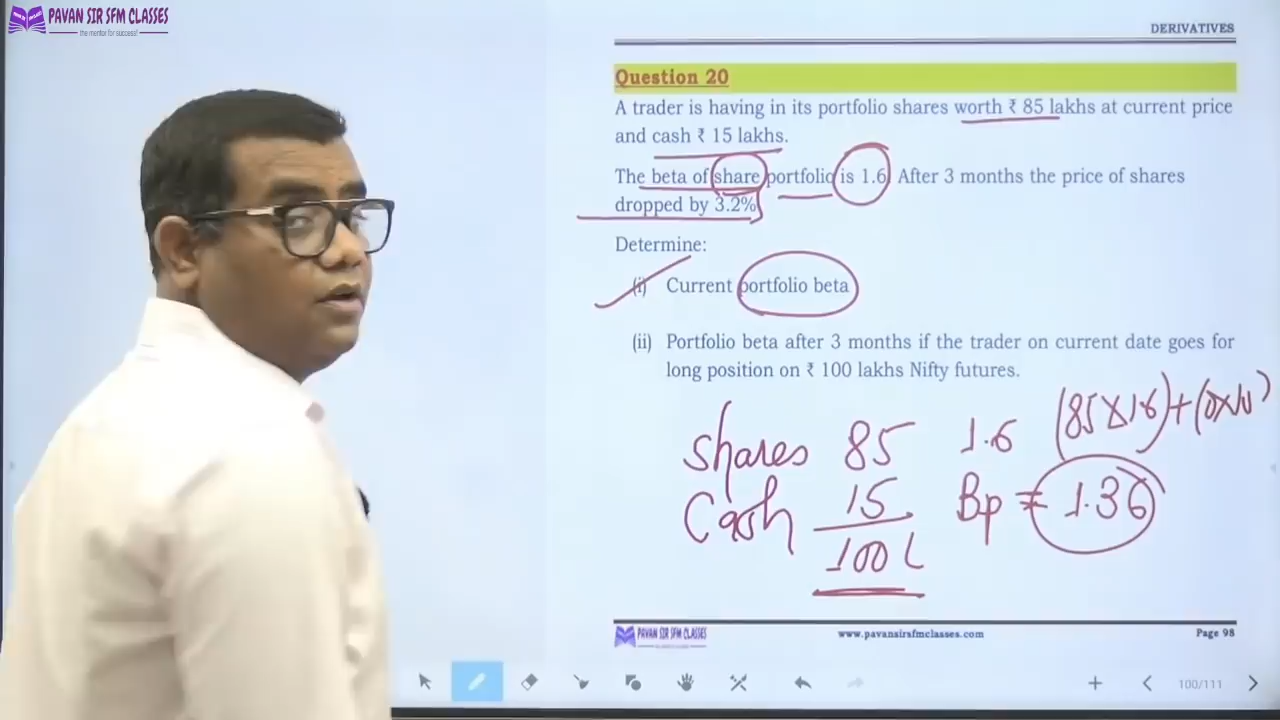 PAVAN SIR SFM CLASSES
the mentor for success!
DERIVATIVES
Question 20
A trader is having in its portfolio shares worth ₹ 85 lakhs at current price
and cash ₹ 15 lakhs.
The beta of share portfolio is 1.6. After 3 months the price of shares
dropped by 3.2%
Determine:
(i) Current portfolio beta
(ii) Portfolio beta after 3 months if the trader on current date goes for
long position on ₹ 100 lakhs Nifty futures.
Shares 85 1.6 (85×1.6)+(0×15)
Cash 15 Bp = 1.36
100 L
PAVAN SIR SFM CLASSES
www.pavansirsfmclasses.com
Page 98
100/111